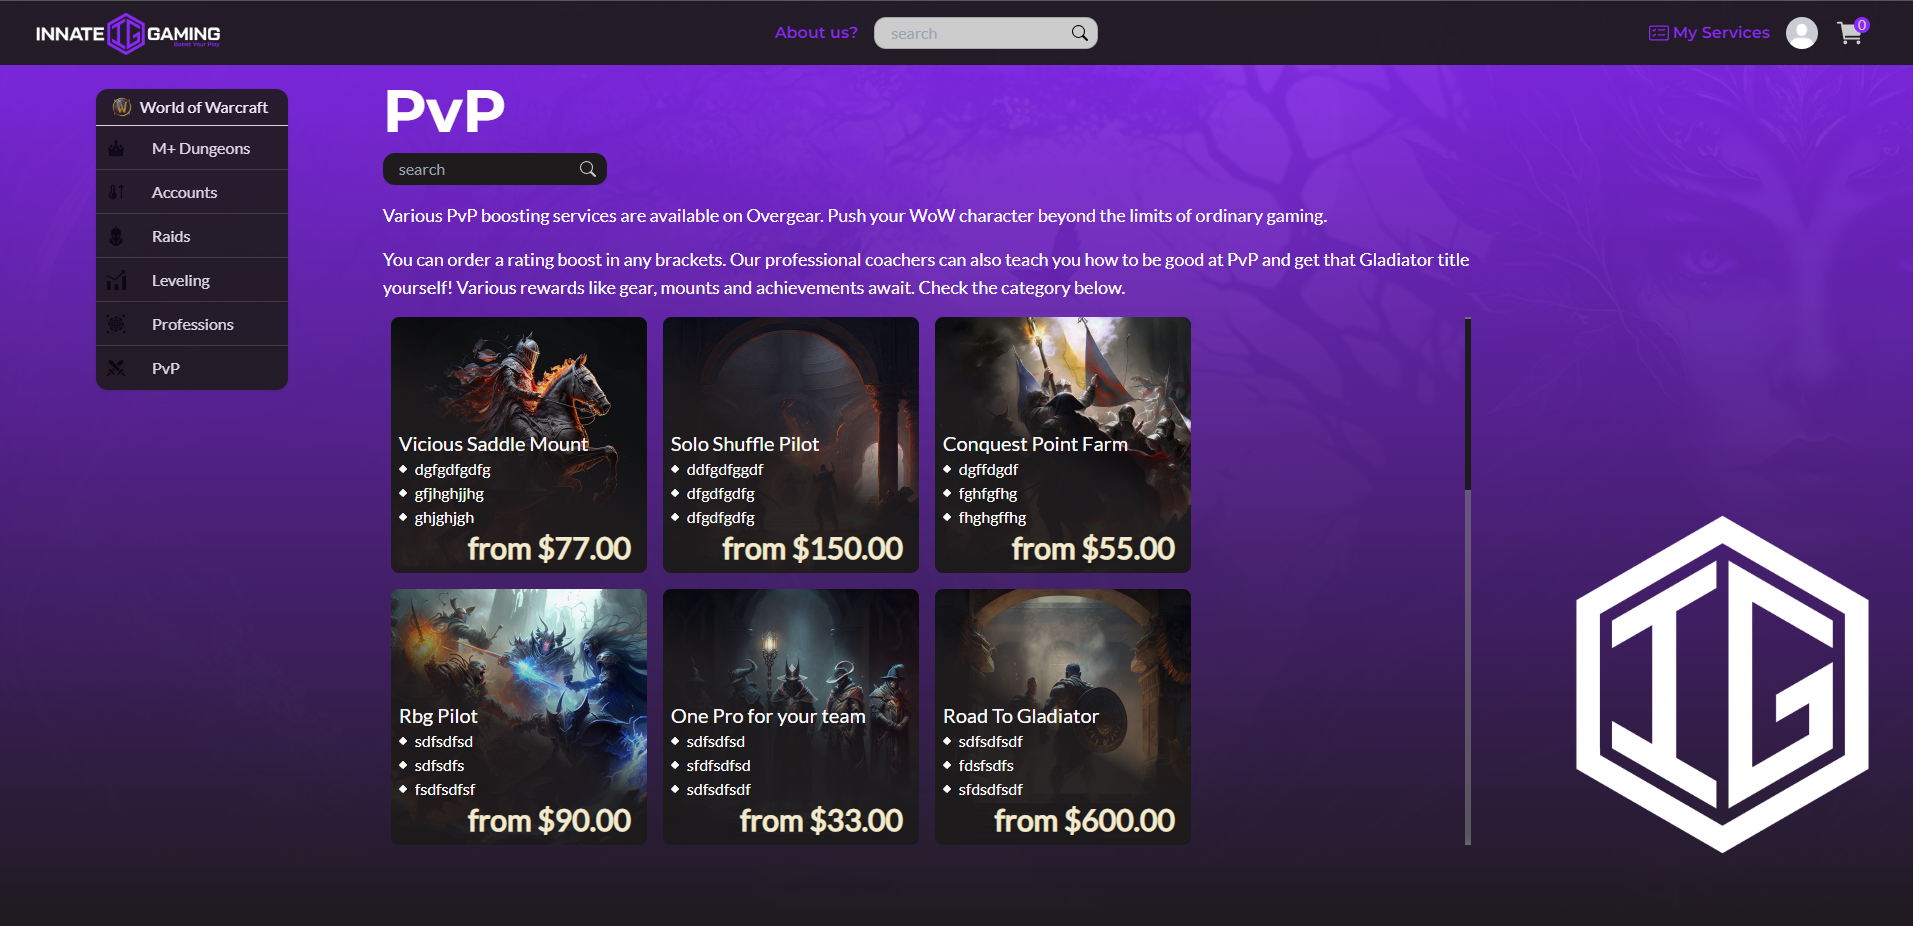 INNATE IG GAMING
Boost Your Play
About us?
search
My Services
0
World of Warcraft
M+ Dungeons
Accounts
Raids
Leveling
Professions
PvP
PvP
search
Various PvP boosting services are available on Overgear. Push your WoW character beyond the limits of ordinary gaming.
You can order a rating boost in any brackets. Our professional coachers can also teach you how to be good at PvP and get that Gladiator title
yourself! Various rewards like gear, mounts and achievements await. Check the category below.
Vicious Saddle Mount
dgfgdfgdfg
gfjhghjjhg
ghjghjgh
from $77.00
Solo Shuffle Pilot
ddfgdfggdf
dfgdfgdfg
dfgdfgdfg
from $150.00
Conquest Point Farm
dgffdgdf
fghfgfhg
fhghgffhg
from $55.00
Rbg Pilot
sdfsdfsd
sdfsdfs
fsdfsdfsf
from $90.00
One Pro for your team
sdfsdfsd
sfdfsdfsd
sdfsdfsdf
from $33.00
Road To Gladiator
sdfsdfsdf
fdsfsdfs
sfdsdfsdf
from $600.00
IG